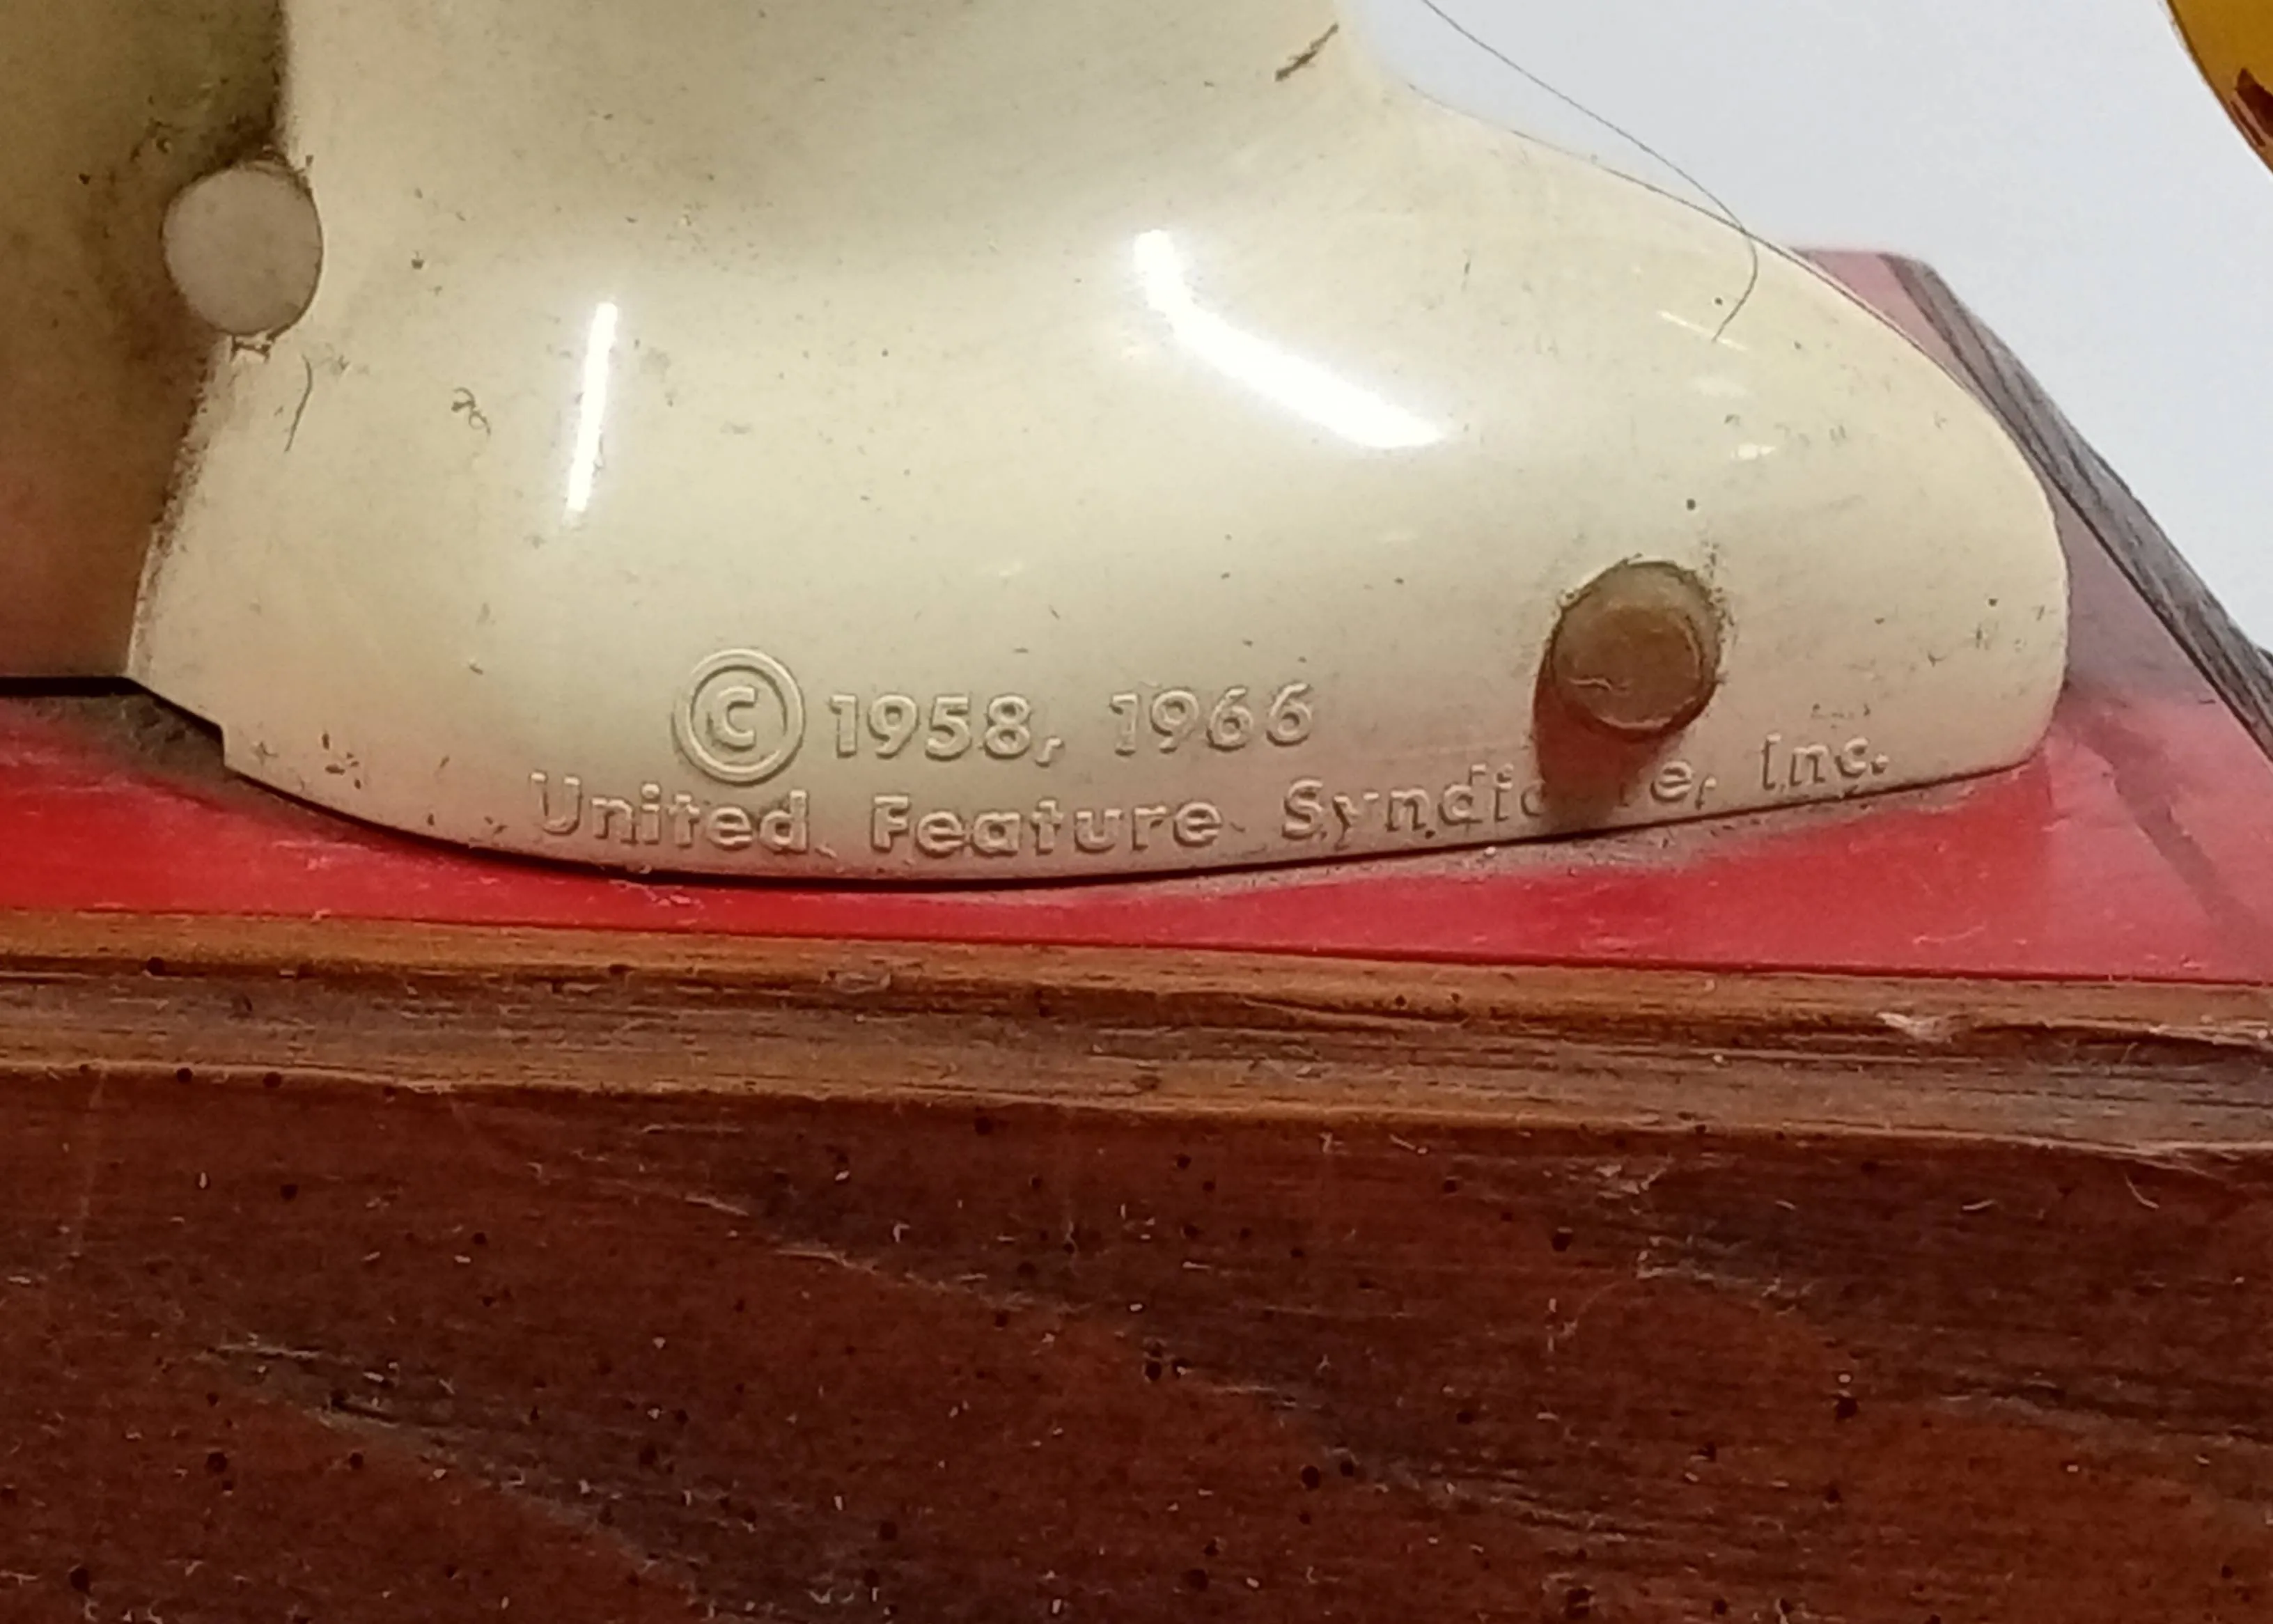 © 1958, 1966
United Feature Syndicate, Inc.